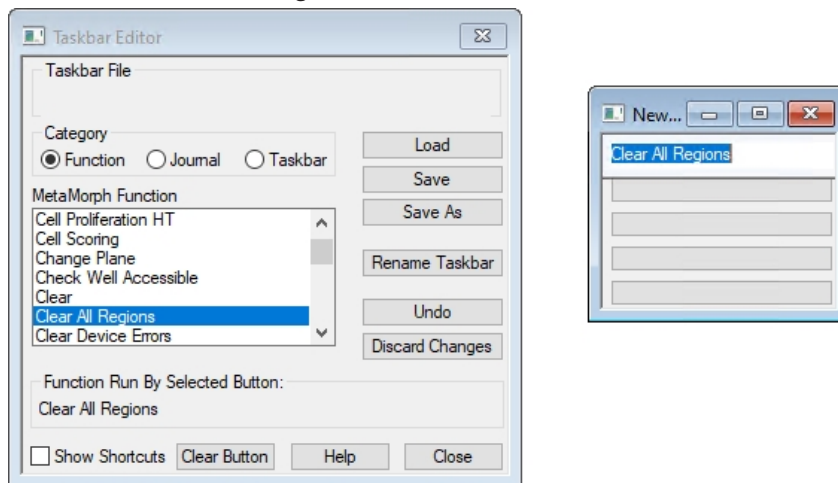 Taskbar Editor
Taskbar File
Category
Function Journal Taskbar
MetaMorph Function
Cell Proliferation HT
Cell Scoring
Change Plane
Check Well Accessible
Clear
Clear All Regions
Clear Device Errors
Load
Save
Save As
Rename Taskbar
Undo
Discard Changes
Function Run By Selected Button:
Clear All Regions
Show Shortcuts Clear Button Help Close
New...
Clear All Regions